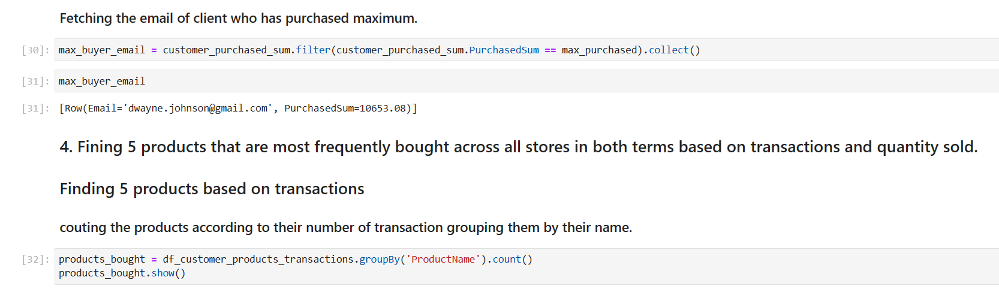 Fetching the email of client who has purchased maximum.
[30]: max_buyer_email = customer_purchased_sum.filter(customer_purchased_sum.PurchasedSum == max_purchased).collect()
[31]: max_buyer_email
[31]: [Row(Email='dwayne.johnson@gmail.com', PurchasedSum=10653.08)]
4. Fining 5 products that are most frequently bought across all stores in both terms based on transactions and quantity sold.
Finding 5 products based on transactions
couting the products according to their number of transaction grouping them by their name.
[32]: products_bought = df_customer_products_transactions.groupBy('ProductName').count()
products_bought.show()